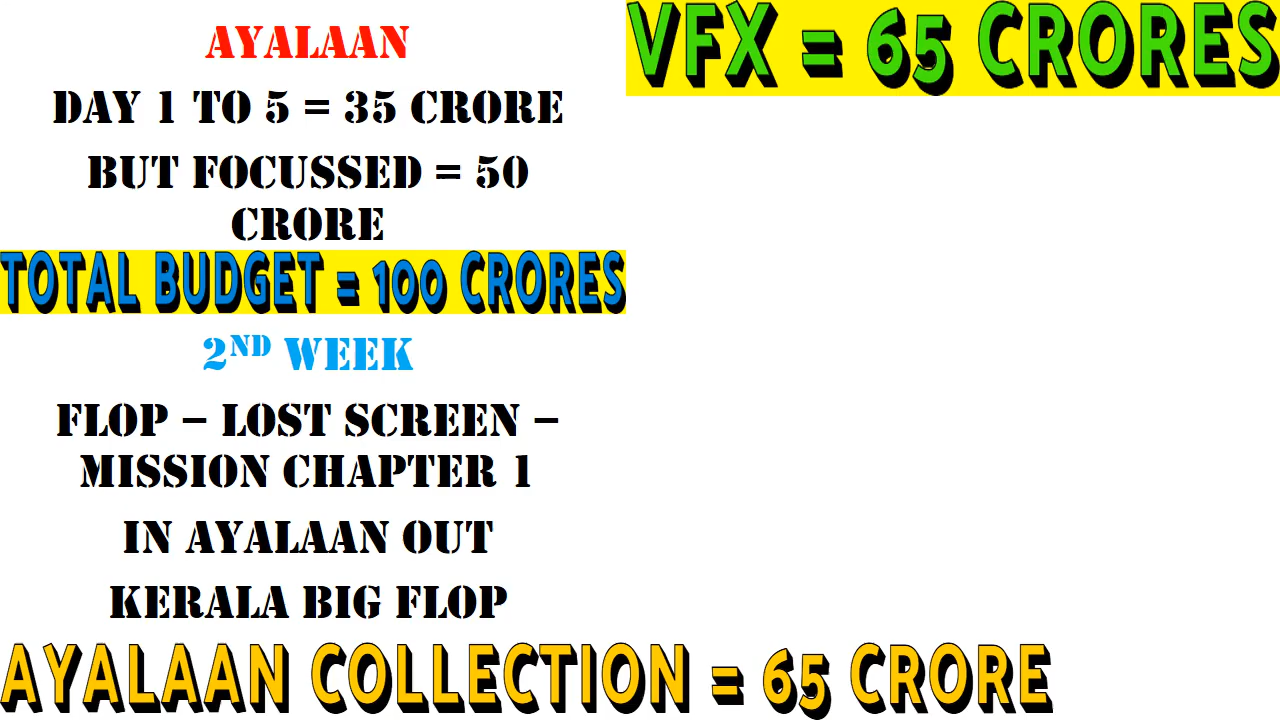 AYALAAN
VFX = 65 CRORES
DAY 1 TO 5 = 35 CRORE
BUT FOCUSSED = 50
CRORE
TOTAL BUDGET = 100 CRORES
2ND WEEK
FLOP – LOST SCREEN –
MISSION CHAPTER 1
IN AYALAAN OUT
KERALA BIG FLOP
AYALAAN COLLECTION = 65 CRORE